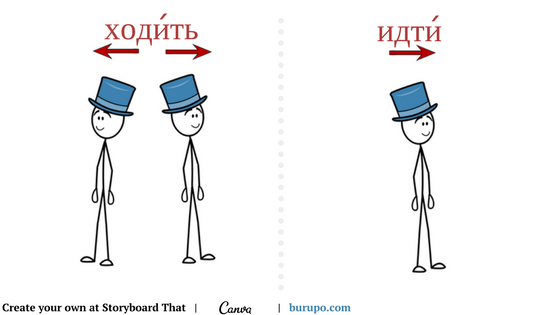 ходи́ть
идти́
Create your own at Storyboard That | Canva | burupo.com